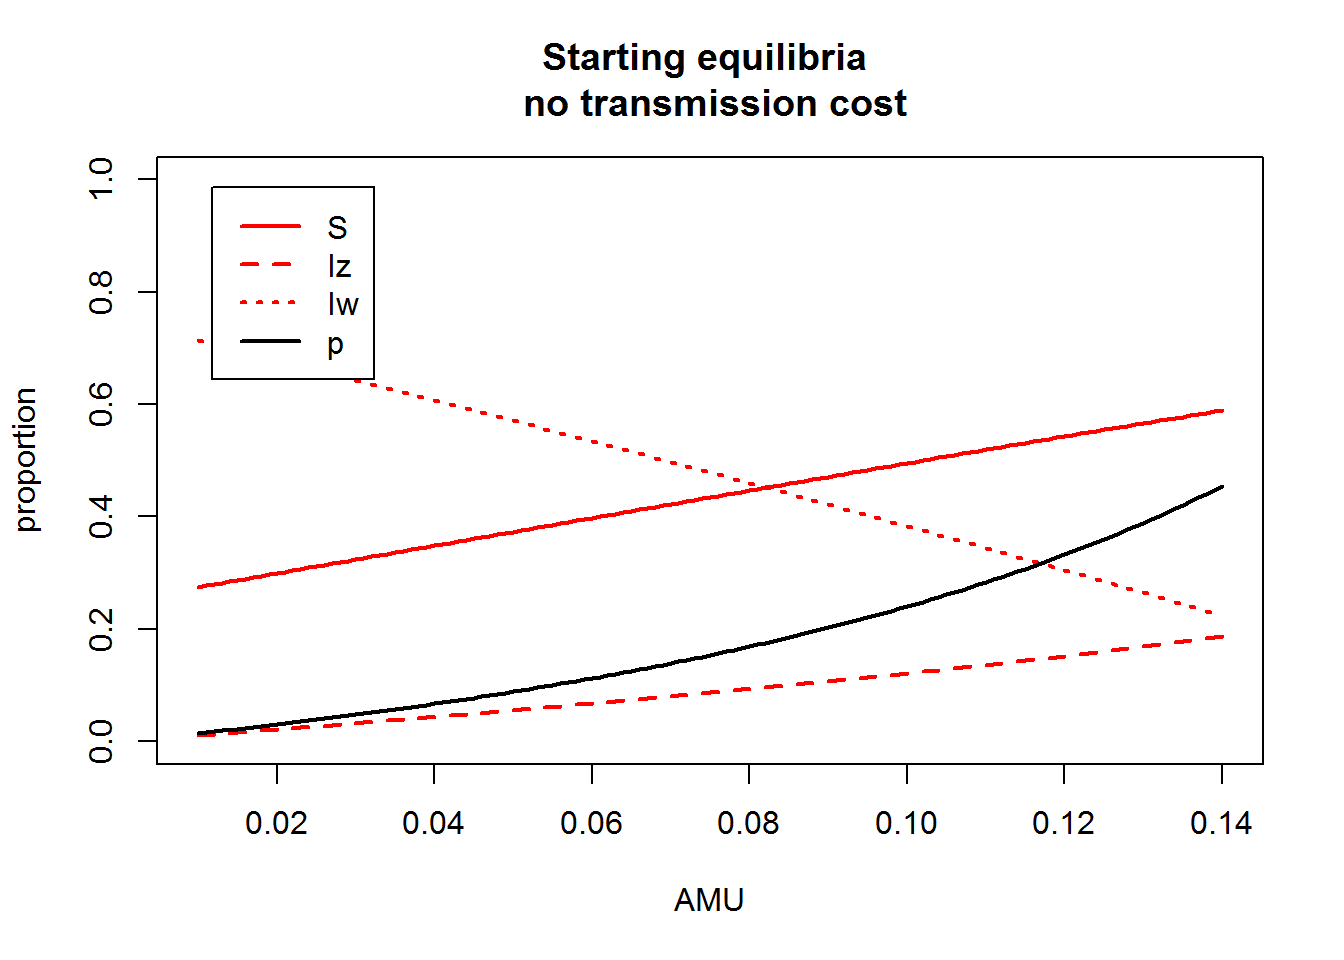 Starting equilibria
no transmission cost
1.0
0.8
0.6
0.4
0.2
0.0
proportion
S
Iz
Iw
p
0.02 0.04 0.06 0.08 0.10 0.12 0.14
AMU